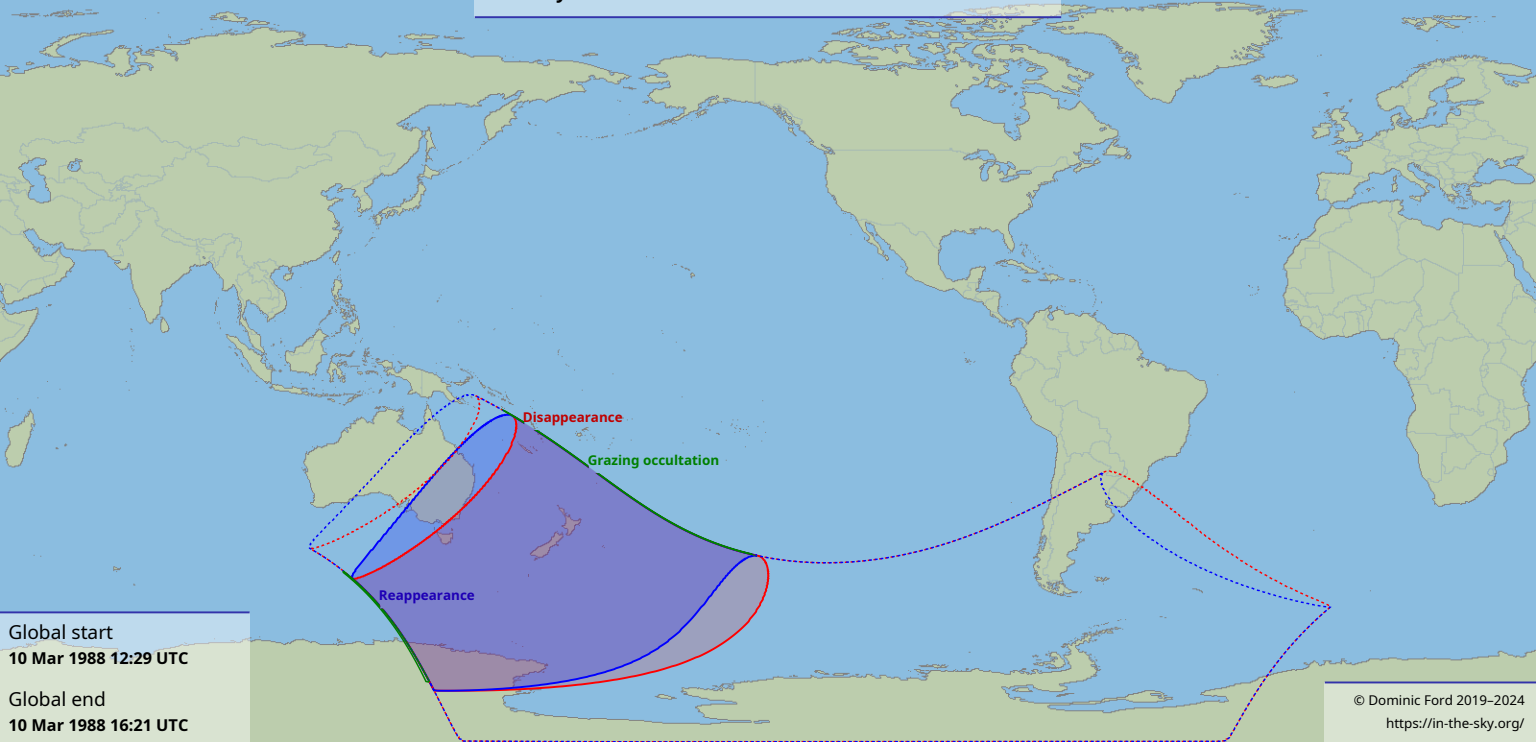 Disappearance
Grazing occultation
Reappearance
Global start
10 Mar 1988 12:29 UTC
Global end
10 Mar 1988 16:21 UTC
© Dominic Ford 2019–2024
https://in-the-sky.org/